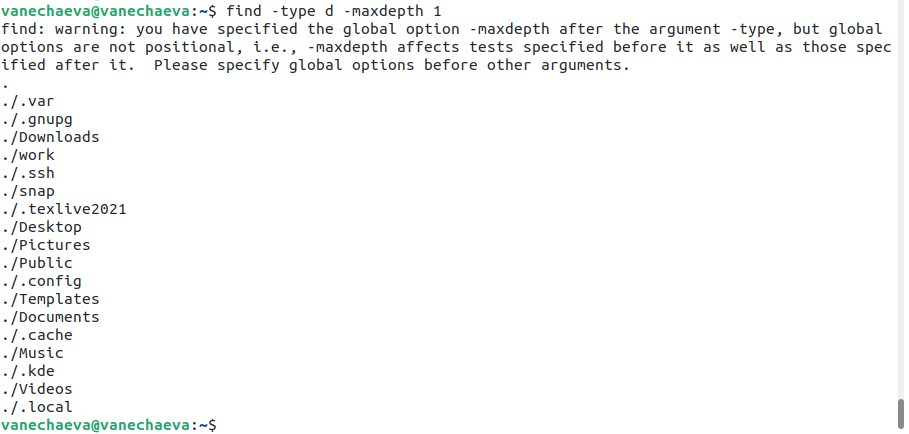 vanechaeva@vanechaeva:~$ find -type d -maxdepth 1
find: warning: you have specified the global option -maxdepth after the argument -type, but global
options are not positional, i.e., -maxdepth affects tests specified before it as well as those spec
ified after it.  Please specify global options before other arguments.
.
./.var
./.gnupg
./Downloads
./work
./.ssh
./snap
./.texlive2021
./Desktop
./Pictures
./Public
./.config
./Templates
./Documents
./.cache
./Music
./.kde
./Videos
./.local
vanechaeva@vanechaeva:~$